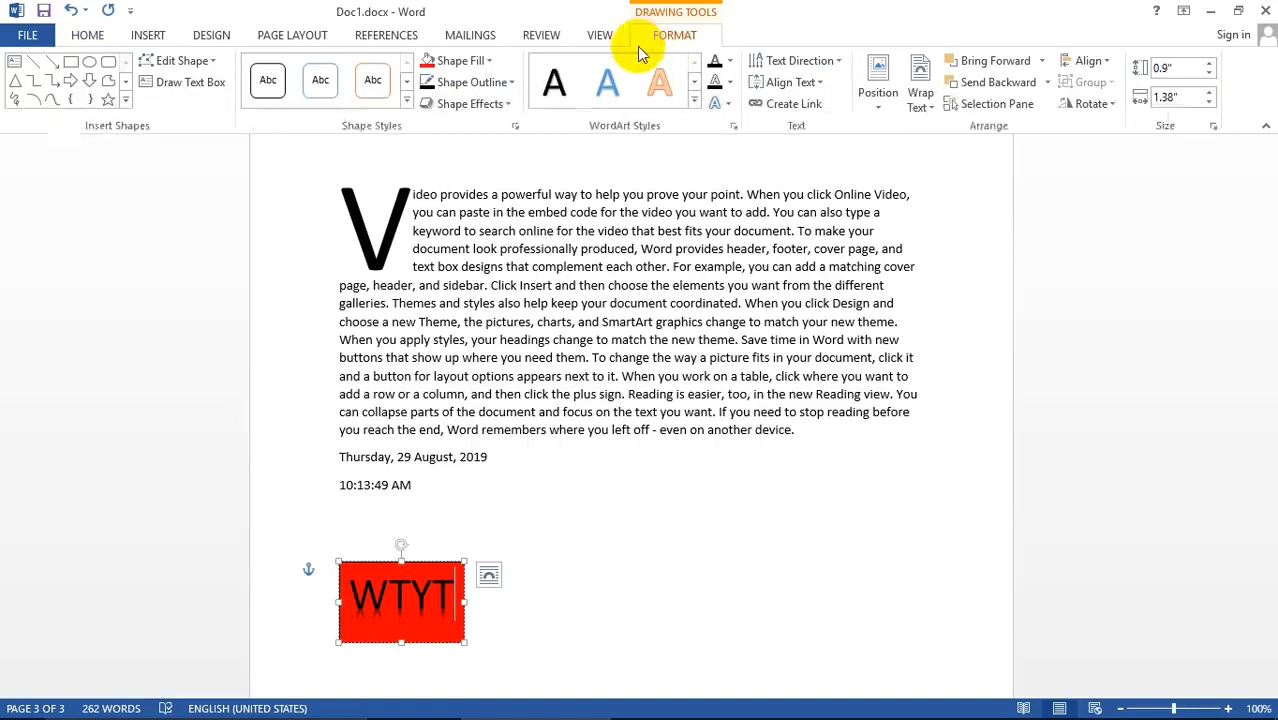 Doc1.docx - Word
DRAWING TOOLS
?
FILE HOME INSERT DESIGN PAGE LAYOUT REFERENCES MAILINGS REVIEW VIEW FORMAT Sign in
Edit Shape
Draw Text Box
Insert Shapes
Abc Abc Abc
Shape Fill
Shape Outline
Shape Effects
Shape Styles
A A A
WordArt Styles
Text Direction
Align Text
Create Link
Text
Position
Wrap
Text
Bring Forward
Send Backward
Selection Pane
Align
Group
Rotate
Arrange
0.9"
1.38"
Size
Video provides a powerful way to help you prove your point. When you click Online Video,
you can paste in the embed code for the video you want to add. You can also type a
keyword to search online for the video that best fits your document. To make your
document look professionally produced, Word provides header, footer, cover page, and
text box designs that complement each other. For example, you can add a matching cover
page, header, and sidebar. Click Insert and then choose the elements you want from the different
galleries. Themes and styles also help keep your document coordinated. When you click Design and
choose a new Theme, the pictures, charts, and SmartArt graphics change to match your new theme.
When you apply styles, your headings change to match the new theme. Save time in Word with new
buttons that show up where you need them. To change the way a picture fits in your document, click it
and a button for layout options appears next to it. When you work on a table, click where you want to
add a row or a column, and then click the plus sign. Reading is easier, too, in the new Reading view. You
can collapse parts of the document and focus on the text you want. If you need to stop reading before
you reach the end, Word remembers where you left off - even on another device.
Thursday, 29 August, 2019
10:13:49 AM
WTYT
PAGE 3 OF 3 262 WORDS ENGLISH (UNITED STATES) 100%